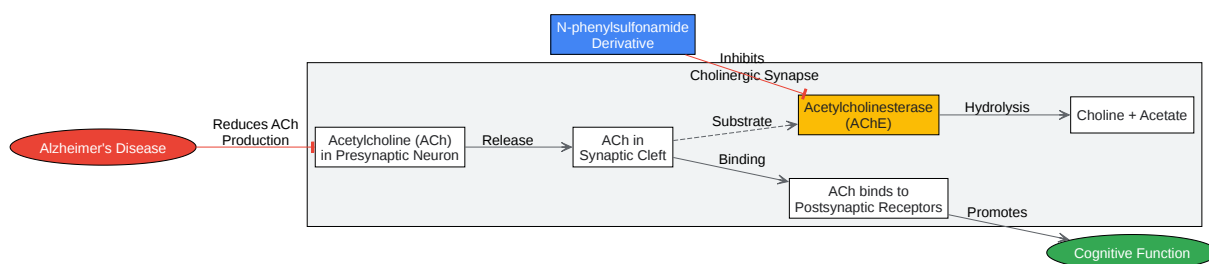 N-phenylsulfonamide
Derivative
Inhibits
Cholinergic Synapse
Acetylcholinesterase
(AChE)
Hydrolysis
Choline + Acetate
Reduces ACh
Production
Substrate
Alzheimer's Disease
Acetylcholine (ACh)
in Presynaptic Neuron
Release
ACh in
Synaptic Cleft
Binding
ACh binds to
Postsynaptic Receptors
Promotes
Cognitive Function